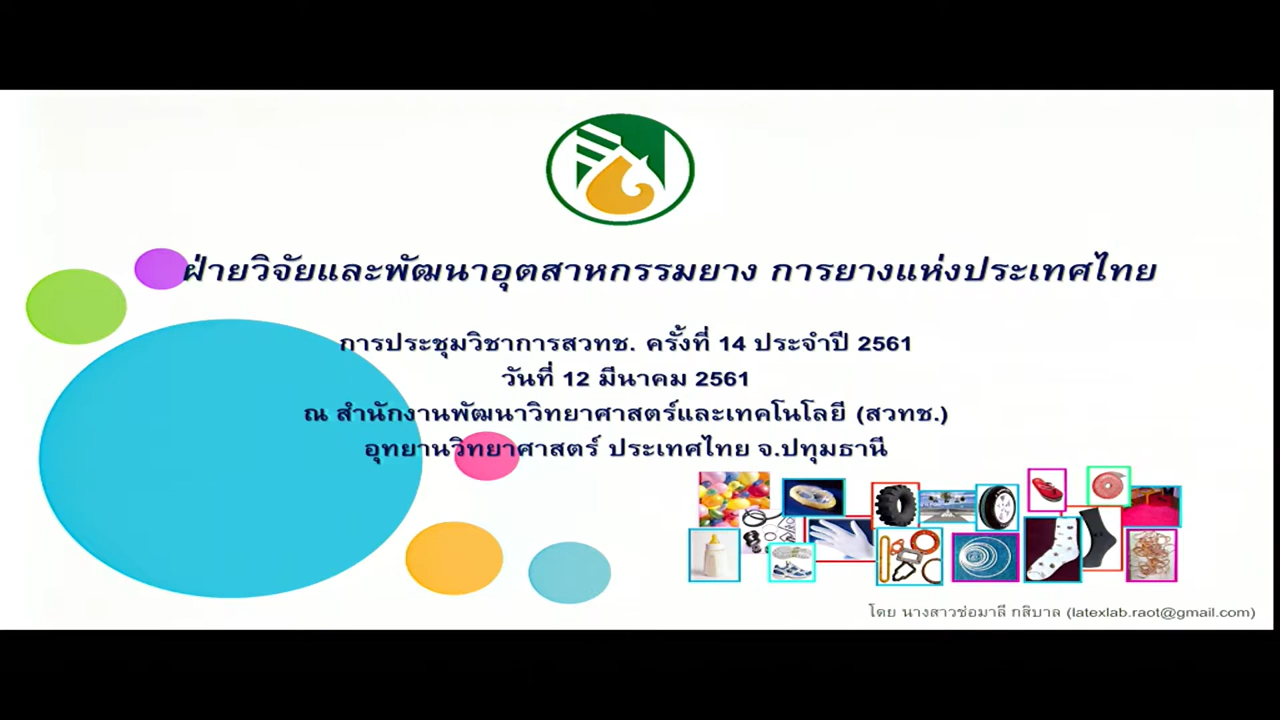 ฝ่ายวิจัยและพัฒนาอุตสาหกรรมยาง การยางแห่งประเทศไทย
การประชุมวิชาการสวทช. ครั้งที่ 14 ประจำปี 2561
วันที่ 12 มีนาคม 2561
ณ สำนักงานพัฒนาวิทยาศาสตร์และเทคโนโลยี (สวทช.)
อุทยานวิทยาศาสตร์ ประเทศไทย จ.ปทุมธานี
โดย นางสาวช่อมาลี กสิบาล (latexlab.raot@gmail.com)